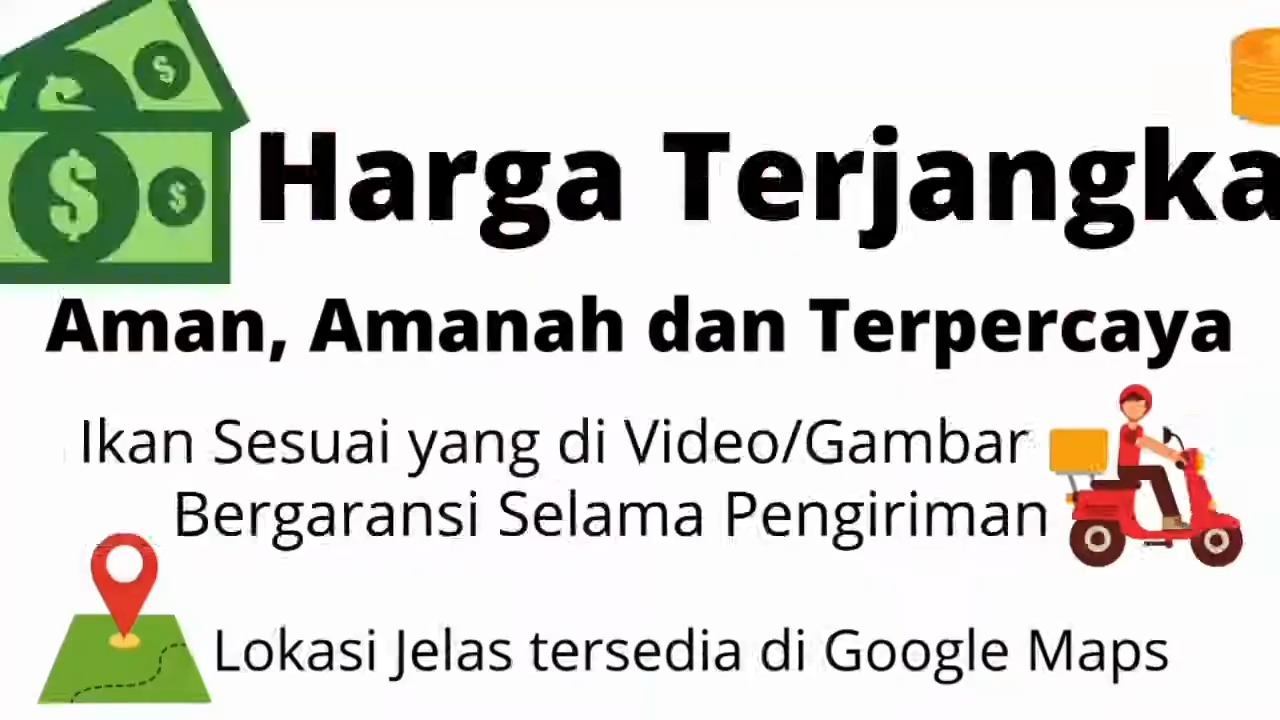 Harga Terjangka
Aman, Amanah dan Terpercaya
Ikan Sesuai yang di Video/Gambar
Bergaransi Selama Pengiriman
Lokasi Jelas tersedia di Google Maps